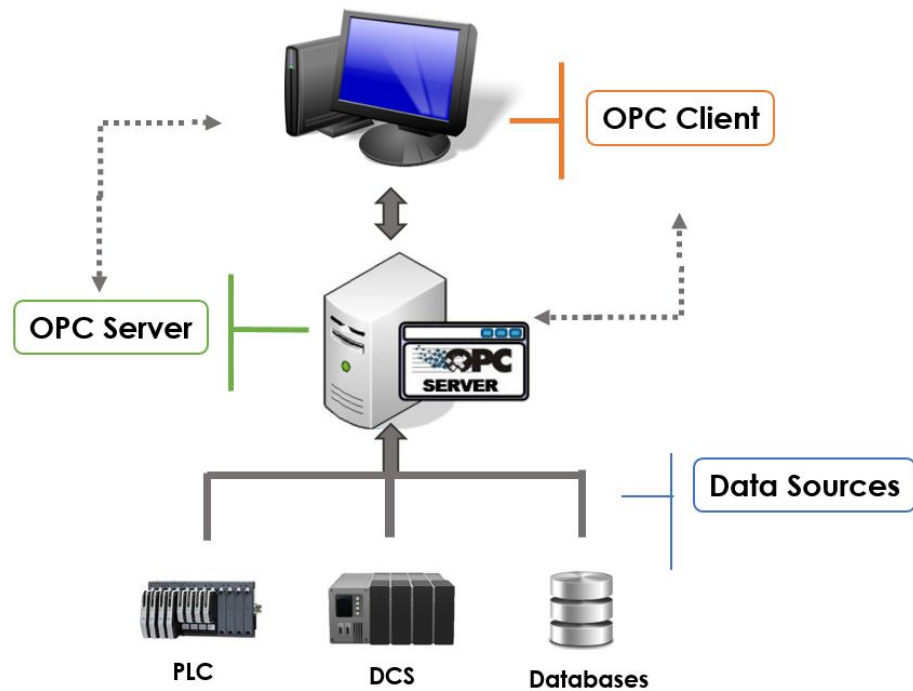 OPC Client
OPC Server
OPC
SERVER
Data Sources
PLC
DCS
Databases